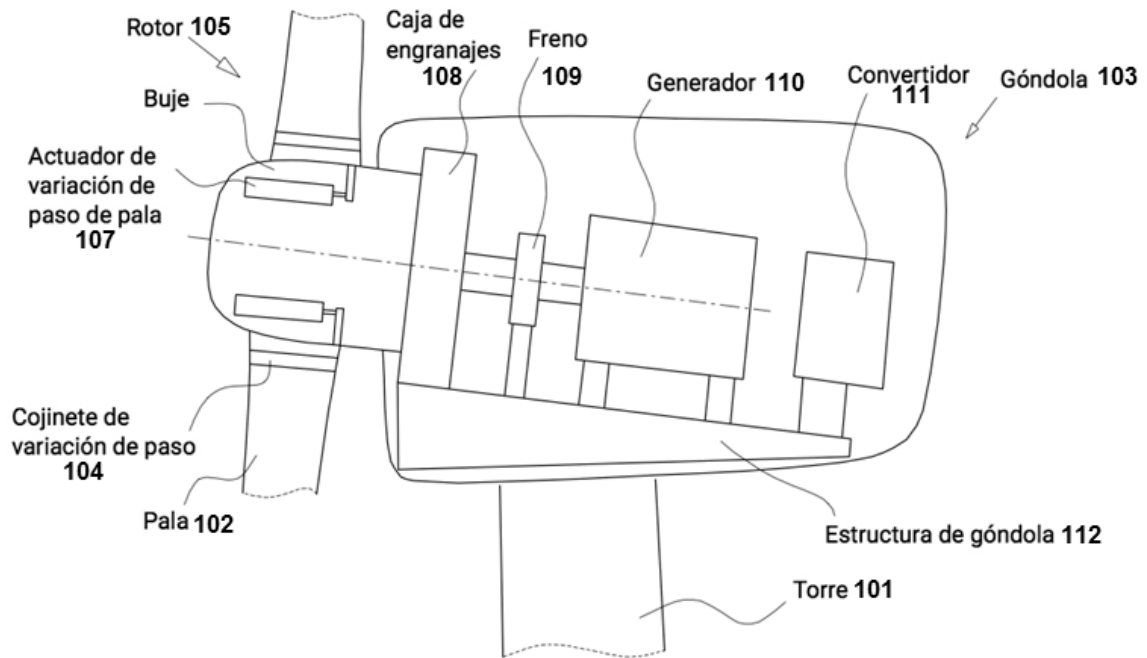 Rotor 105
Caja de
engranajes
108
Freno
109
Generador 110
Convertidor
111
Góndola 103
Buje
Actuador de
variación de
paso de pala
107
Cojinete de
variación de paso
104
Pala 102
Estructura de góndola 112
Torre 101